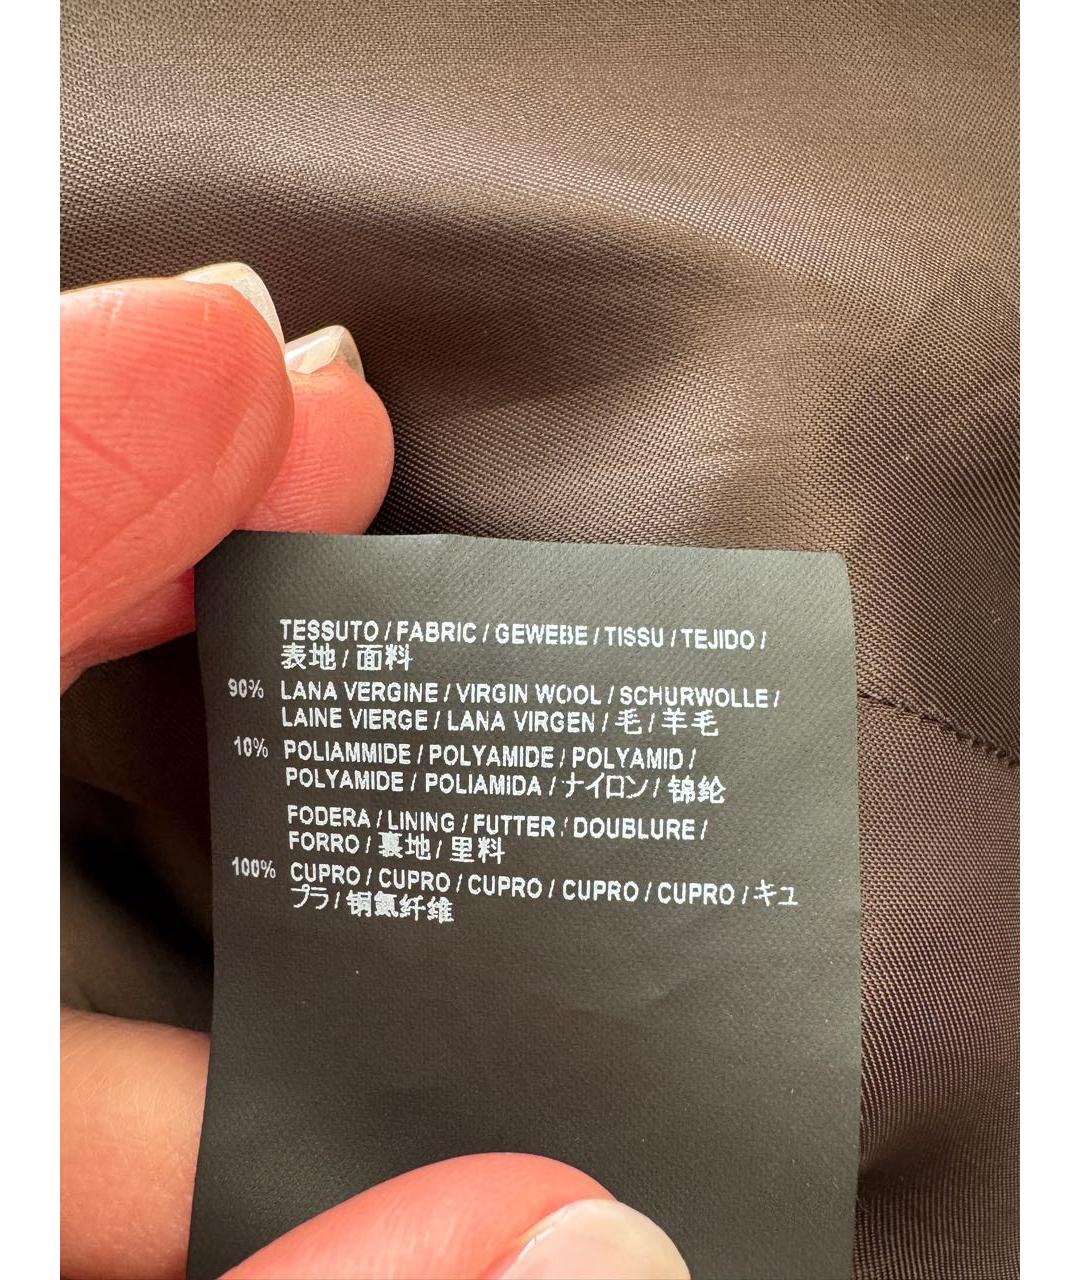 TESSUTO / FABRIC / GEWEBE / TISSU / TEJIDO /
表地 / 面料
90% LANA VERGINE / VIRGIN WOOL / SCHURWOLLE /
LAINE VIERGE / LANA VIRGEN / 毛 / 羊毛
10% POLIAMMIDE / POLYAMIDE / POLYAMID /
POLYAMIDE / POLIAMIDA / ナイロン / 锦纶
FODERA / LINING / FUTTER / DOUBLURE /
FORRO / 裏地 / 里料
100% CUPRO / CUPRO / CUPRO / CUPRO / CUPRO / キュ
プラ / 铜氨纤维